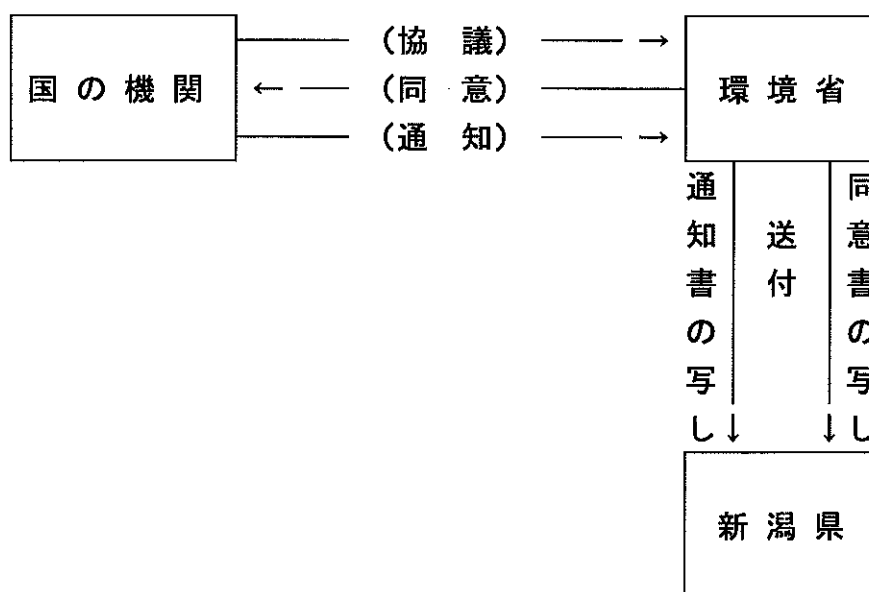 国の機関
(協 議)
(同 意)
(通 知)
環境省
通知書の写し
送付
同意書の写し
新潟県